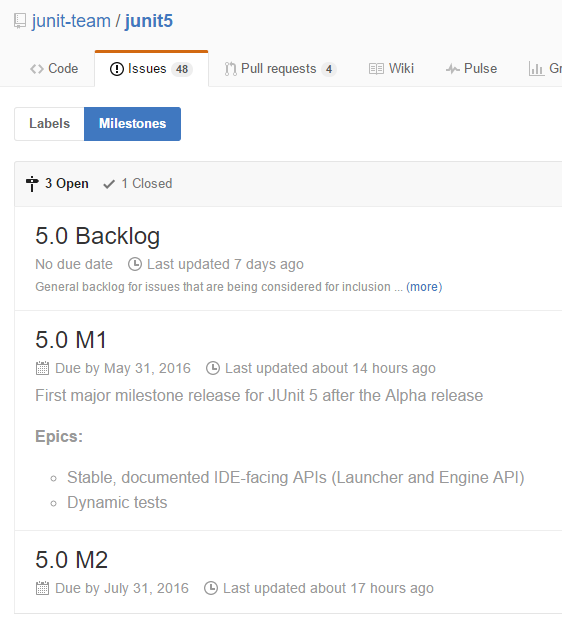 junit-team / junit5
Code
Issues 48
Pull requests 4
Wiki
Pulse
Labels
Milestones
3 Open
1 Closed
5.0 Backlog
No due date Last updated 7 days ago
General backlog for issues that are being considered for inclusion ... (more)
5.0 M1
Due by May 31, 2016 Last updated about 14 hours ago
First major milestone release for JUnit 5 after the Alpha release
Epics:
Stable, documented IDE-facing APIs (Launcher and Engine API)
Dynamic tests
5.0 M2
Due by July 31, 2016 Last updated about 17 hours ago